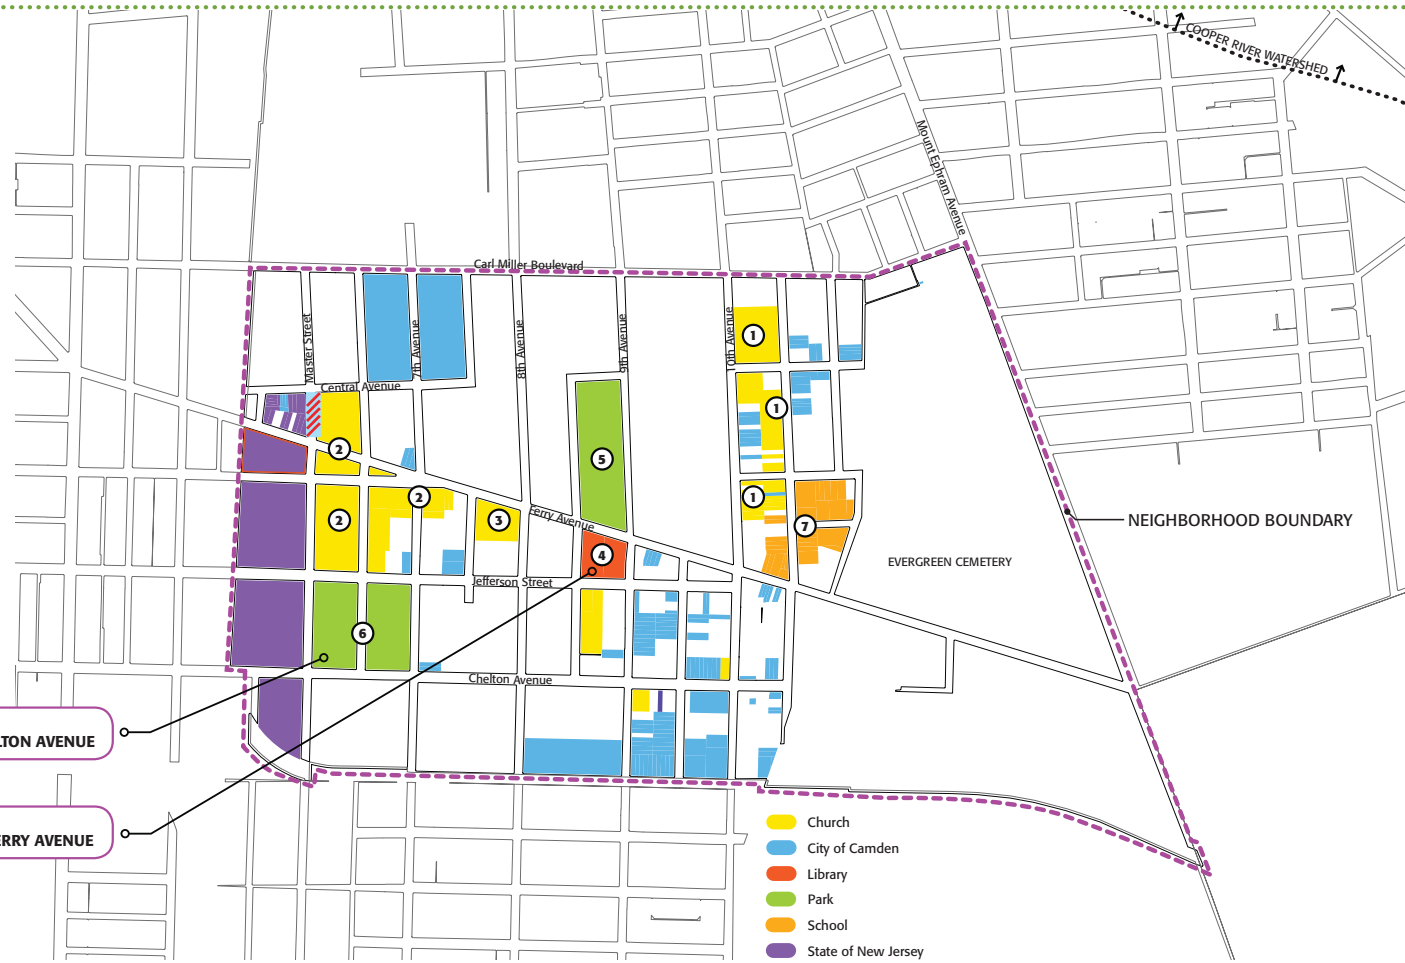 COOPER RIVER WATERSHED
Mount Ephram Avenue
Carl Miller Boulevard
Master Street
7th Avenue
8th Avenue
9th Avenue
10th Avenue
1
Central Avenue
1
2
5
2
1
2
3
Ferry Avenue
7
NEIGHBORHOOD BOUNDARY
4
EVERGREEN CEMETERY
Jefferson Street
6
Chelton Avenue
LTON AVENUE
ERRY AVENUE
Church
City of Camden
Library
Park
School
State of New Jersey